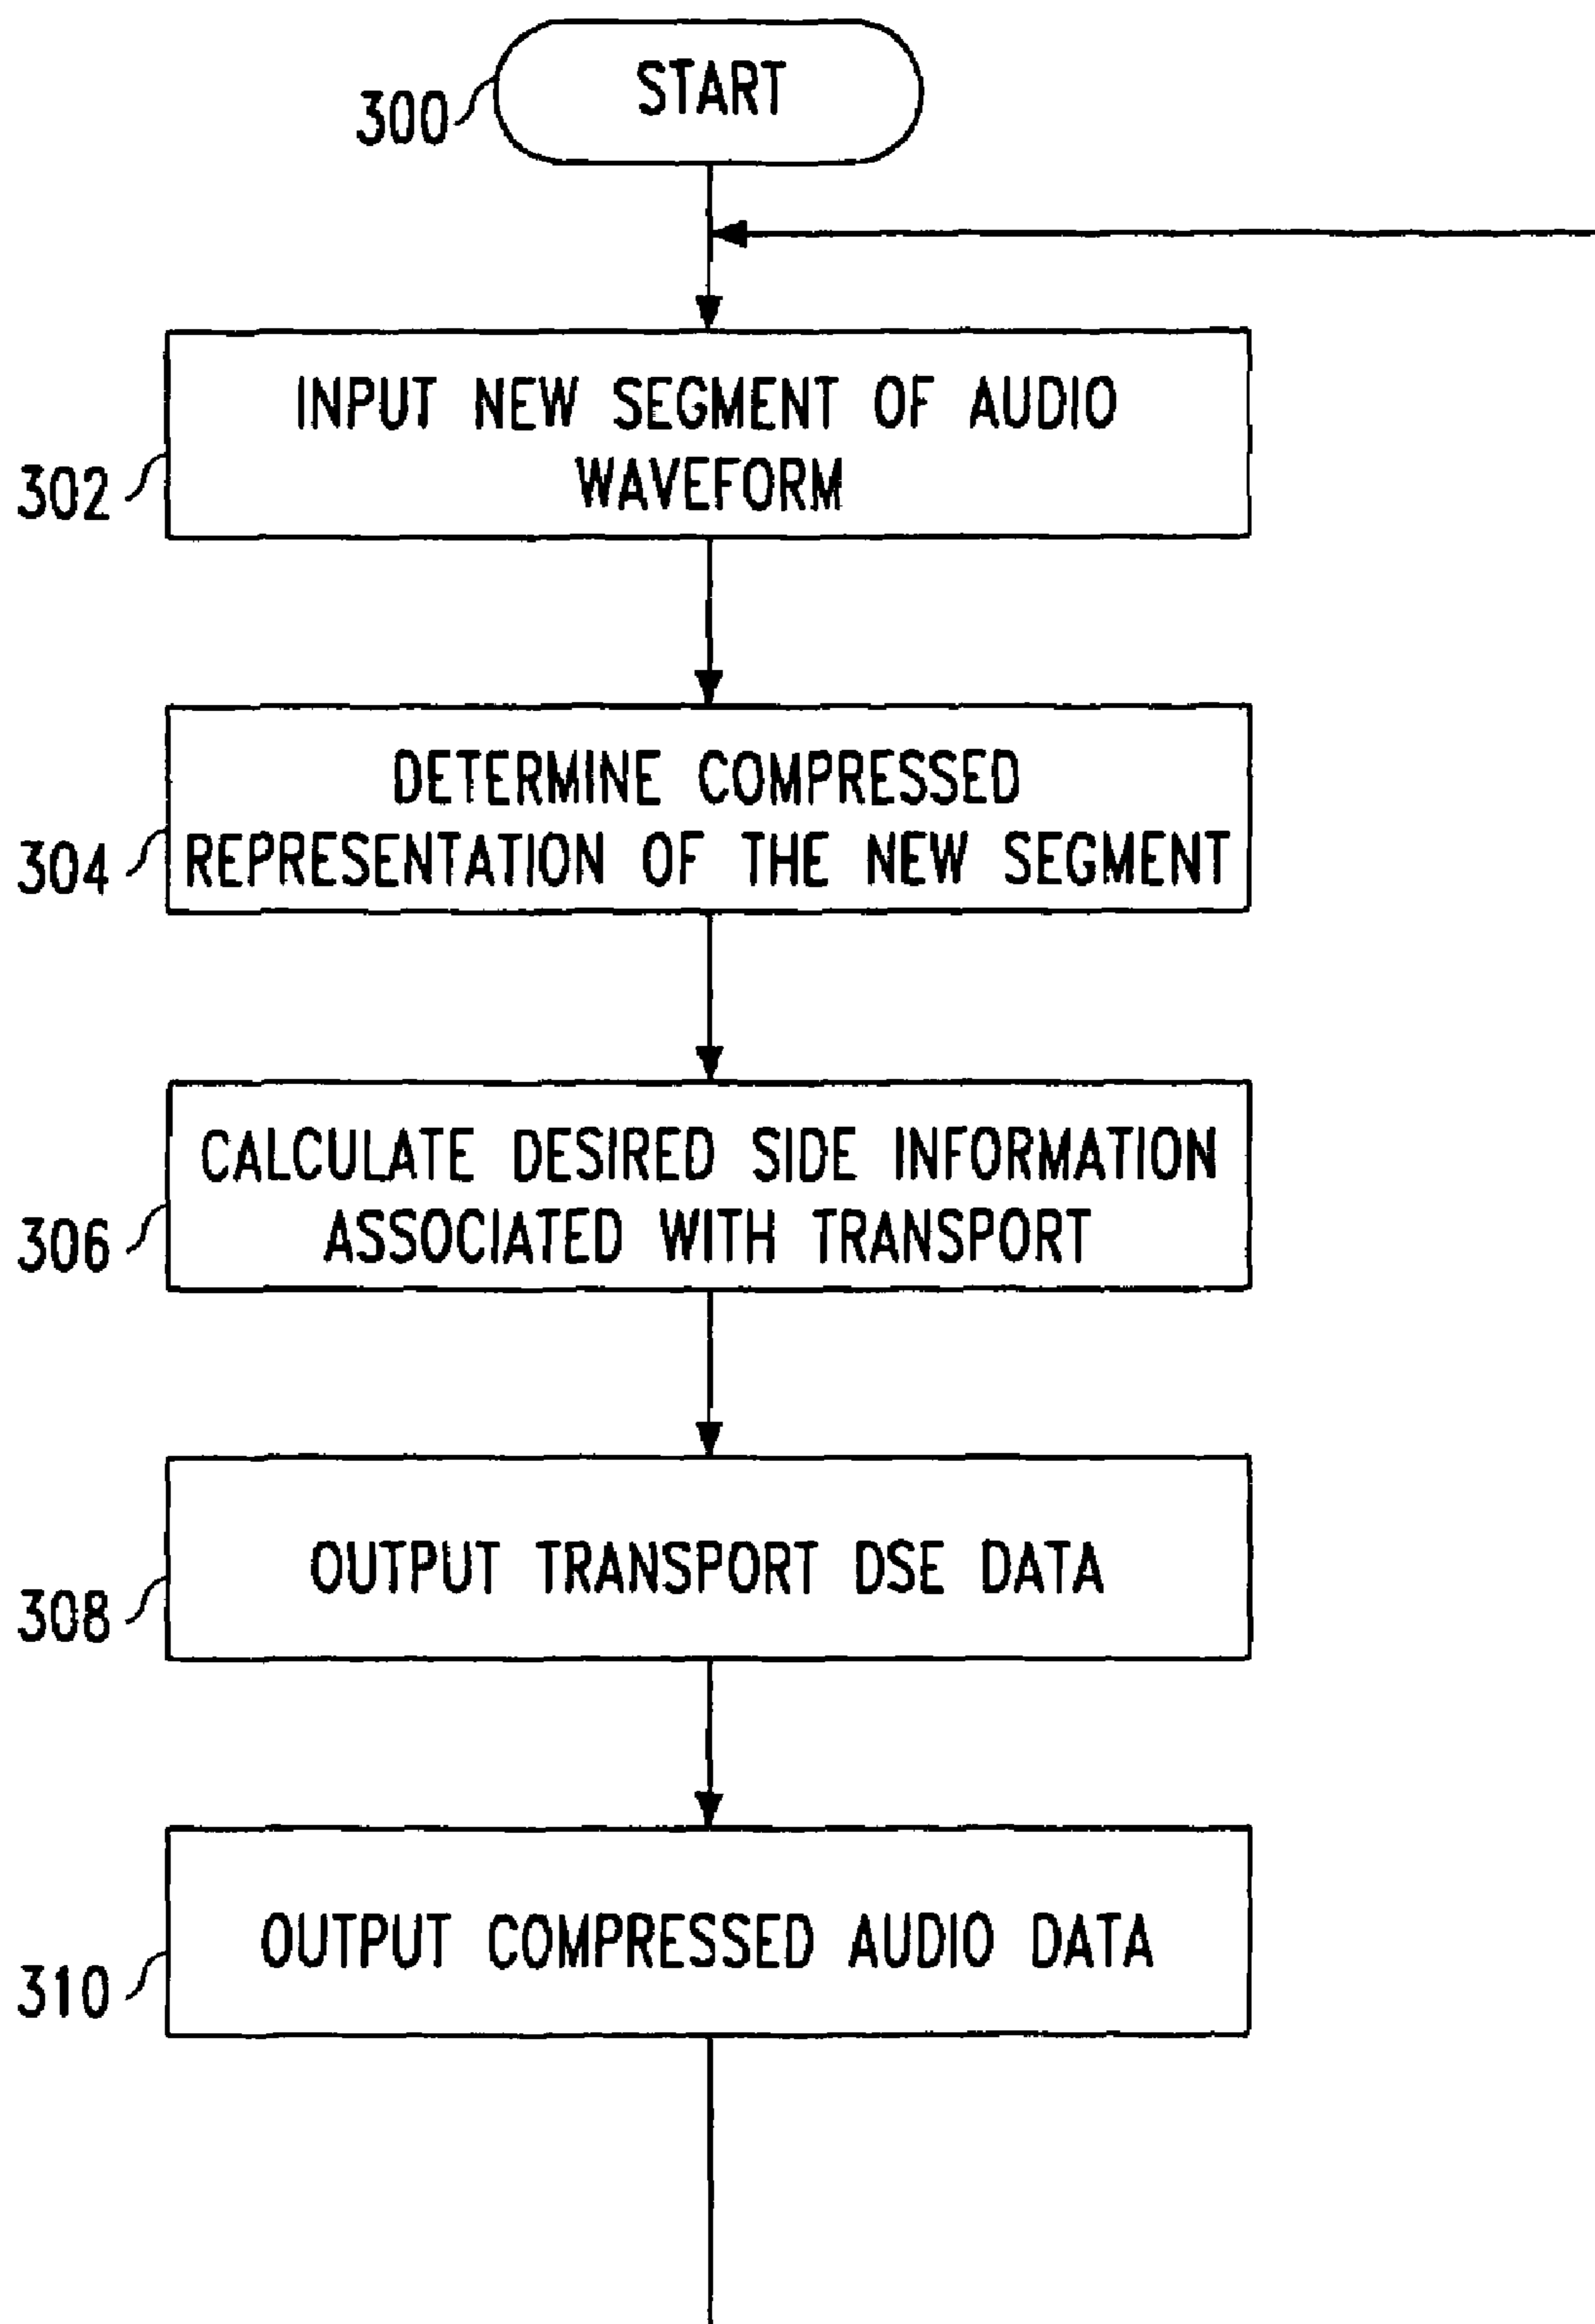 START
300
INPUT NEW SEGMENT OF AUDIO
WAVEFORM
302
DETERMINE COMPRESSED
REPRESENTATION OF THE NEW SEGMENT
304
CALCULATE DESIRED SIDE INFORMATION
ASSOCIATED WITH TRANSPORT
306
OUTPUT TRANSPORT DSE DATA
308
OUTPUT COMPRESSED AUDIO DATA
310